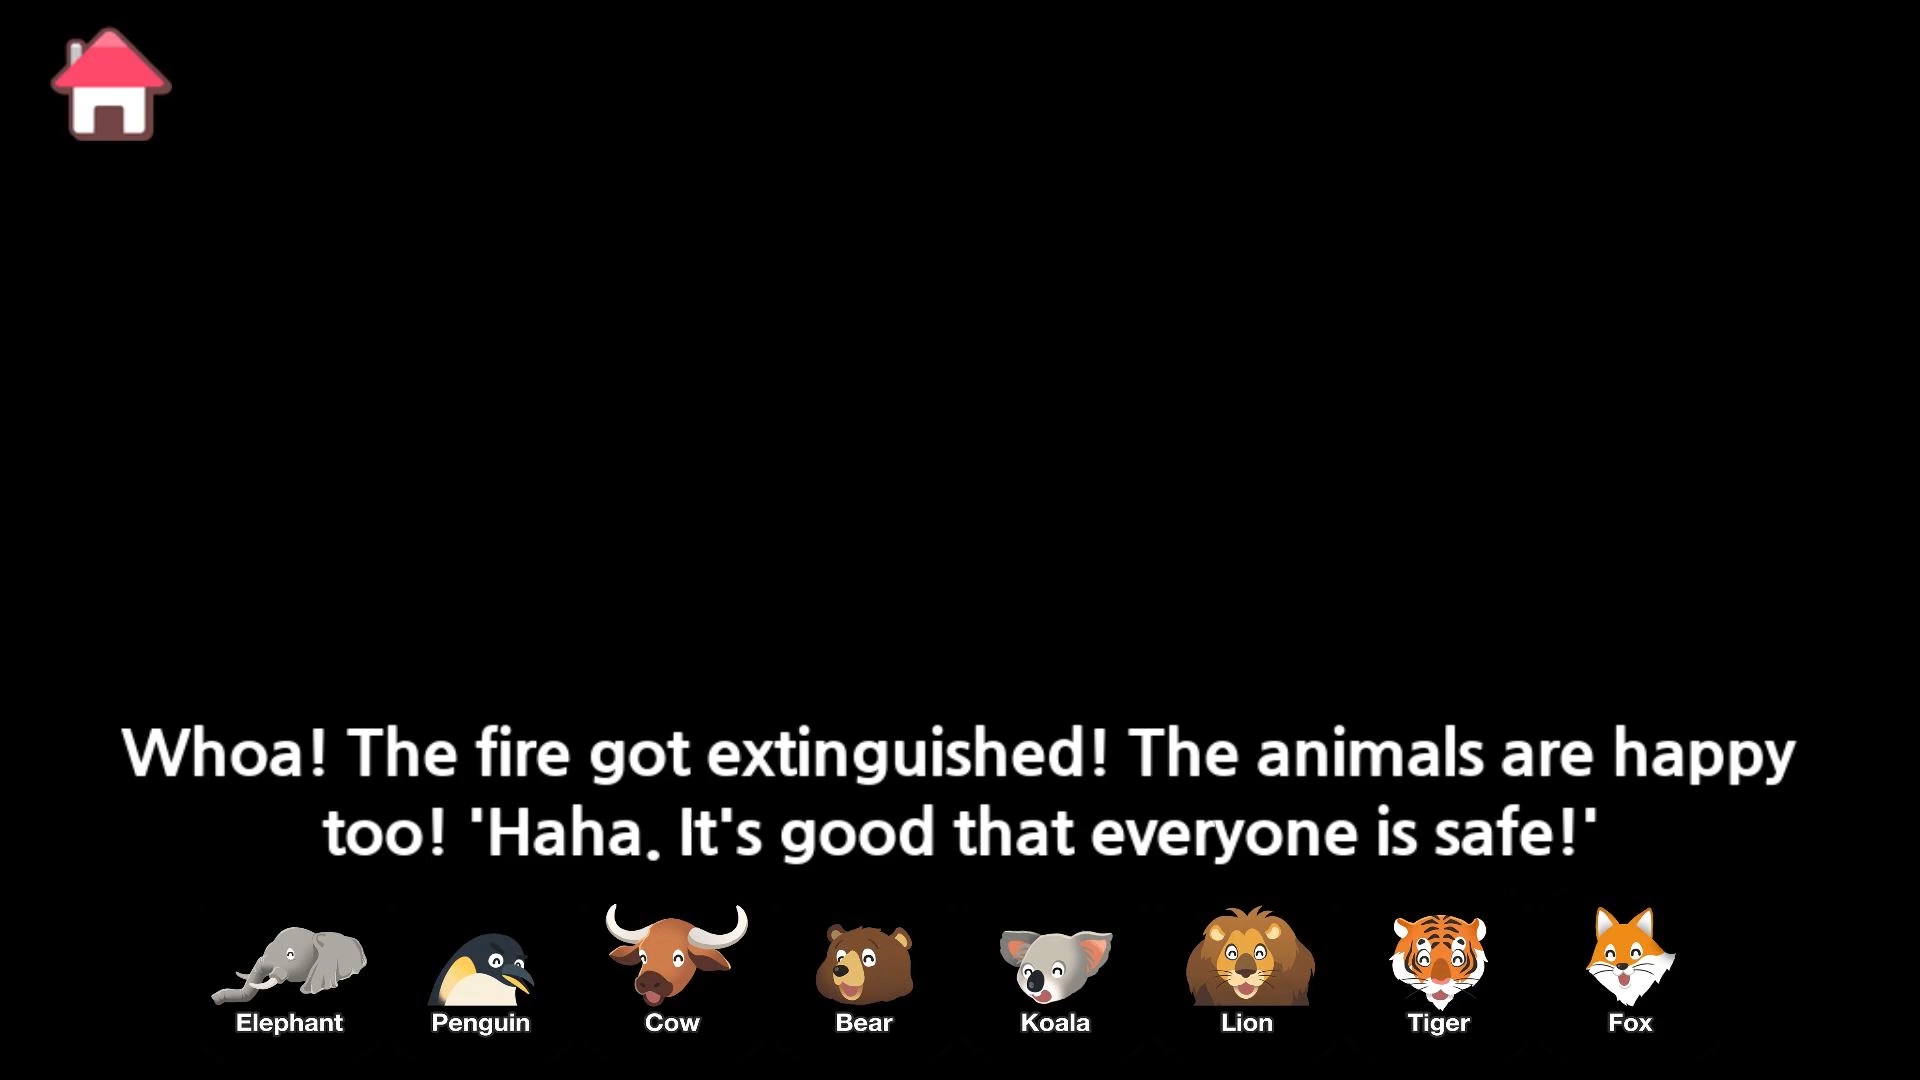 Whoa! The fire got extinguished! The animals are happy
too! 'Haha. It's good that everyone is safe!'
Elephant Penguin Cow Bear Koala Lion Tiger Fox